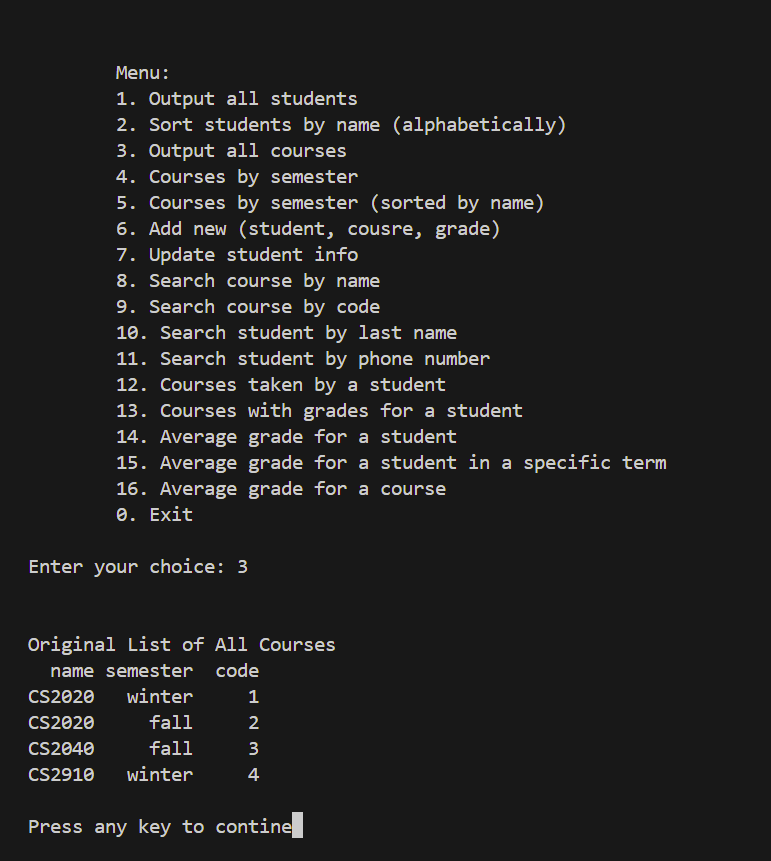 Menu:
1. Output all students
2. Sort students by name (alphabetically)
3. Output all courses
4. Courses by semester
5. Courses by semester (sorted by name)
6. Add new (student, cousre, grade)
7. Update student info
8. Search course by name
9. Search course by code
10. Search student by last name
11. Search student by phone number
12. Courses taken by a student
13. Courses with grades for a student
14. Average grade for a student
15. Average grade for a student in a specific term
16. Average grade for a course
0. Exit
Enter your choice: 3
Original List of All Courses
name semester code
CS2020 winter 1
CS2020 fall 2
CS2040 fall 3
CS2910 winter 4
Press any key to contine